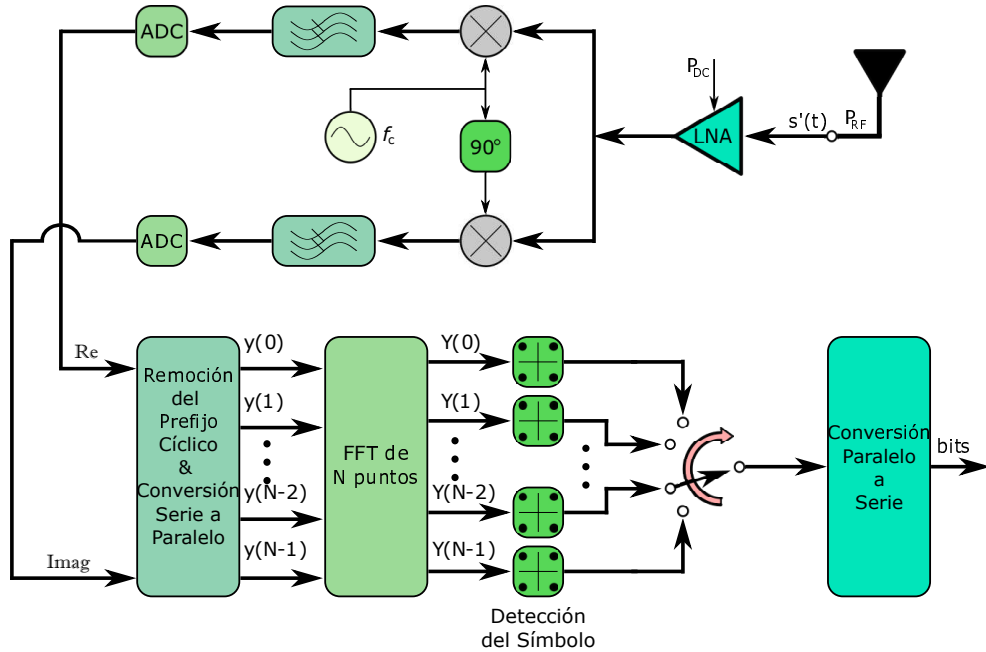 ADC
P_DC
f_c
90°
LNA
s'(t)
P_RF
ADC
Re
Imag
Remoción
del
Prefijo
Cíclico
&
Conversión
Serie a
Paralelo
y(0)
y(1)
y(N-2)
y(N-1)
FFT de
N puntos
Y(0)
Y(1)
Y(N-2)
Y(N-1)
Detección
del Símbolo
Conversión
Paralelo
a
Serie
bits